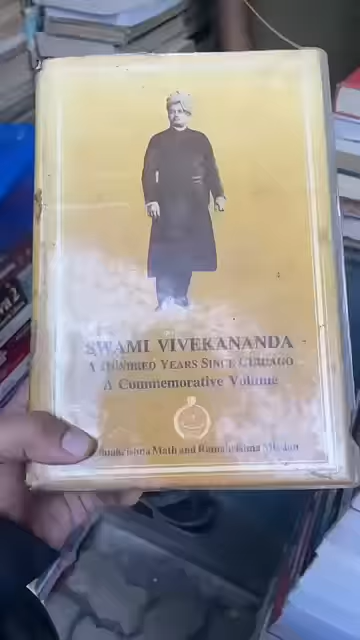 SWAMI VIVEKANANDA
A HUNDRED YEARS SINCE CHICAGO
A Commemorative Volume
Ramakrishna Math and Ramakrishna Mission